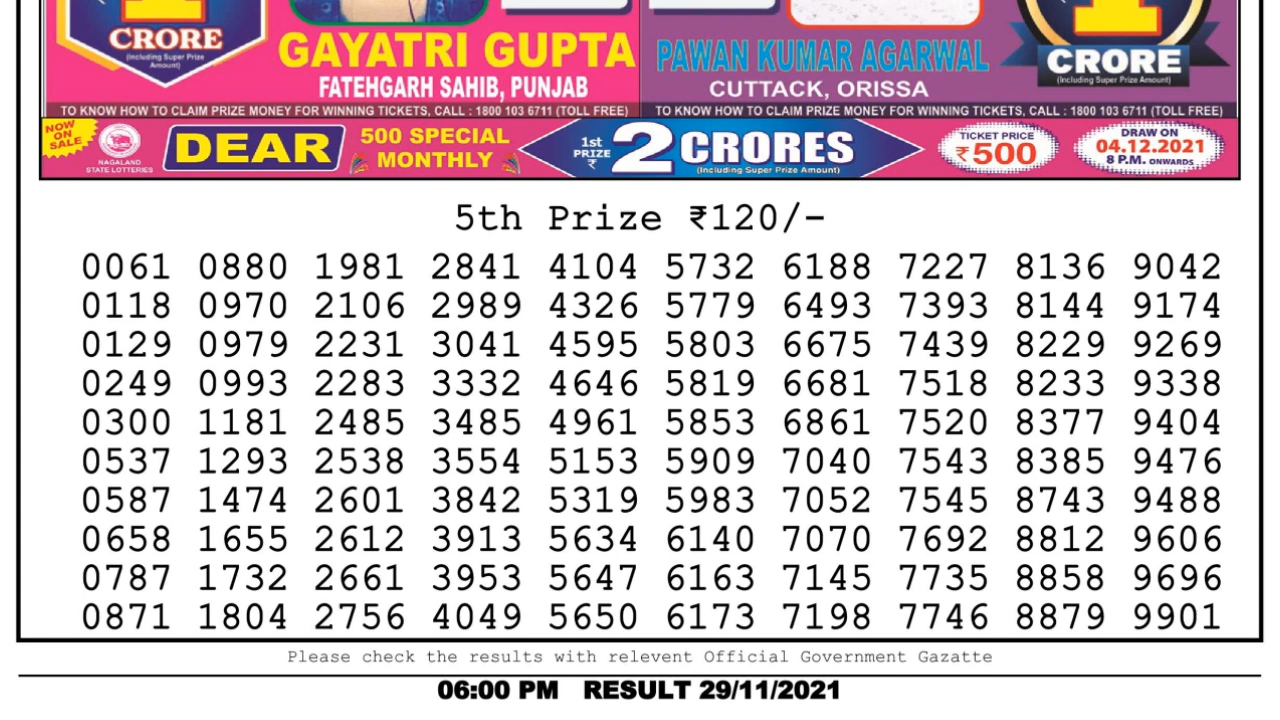 CRORE
(Including Super Prize Amount)
GAYATRI GUPTA
FATEHGARH SAHIB, PUNJAB
PAWAN KUMAR AGARWAL
CUTTACK, ORISSA
1
CRORE
(Including Super Prize Amount)
TO KNOW HOW TO CLAIM PRIZE MONEY FOR WINNING TICKETS, CALL : 1800 103 6711 (TOLL FREE)
TO KNOW HOW TO CLAIM PRIZE MONEY FOR WINNING TICKETS, CALL : 1800 103 6711 (TOLL FREE)
NOW ON SALE
NAGALAND STATE LOTTERIES
DEAR
500 SPECIAL MONTHLY
1st PRIZE ₹ 2 CRORES
(Including Super Prize Amount)
TICKET PRICE
₹500
DRAW ON
04.12.2021
8 P.M. ONWARDS
5th Prize ₹120/-
0061 0880 1981 2841 4104 5732 6188 7227 8136 9042
0118 0970 2106 2989 4326 5779 6493 7393 8144 9174
0129 0979 2231 3041 4595 5803 6675 7439 8229 9269
0249 0993 2283 3332 4646 5819 6681 7518 8233 9338
0300 1181 2485 3485 4961 5853 6861 7520 8377 9404
0537 1293 2538 3554 5153 5909 7040 7543 8385 9476
0587 1474 2601 3842 5319 5983 7052 7545 8743 9488
0658 1655 2612 3913 5634 6140 7070 7692 8812 9606
0787 1732 2661 3953 5647 6163 7145 7735 8858 9696
0871 1804 2756 4049 5650 6173 7198 7746 8879 9901
Please check the results with relevent Official Government Gazatte
06:00 PM RESULT 29/11/2021